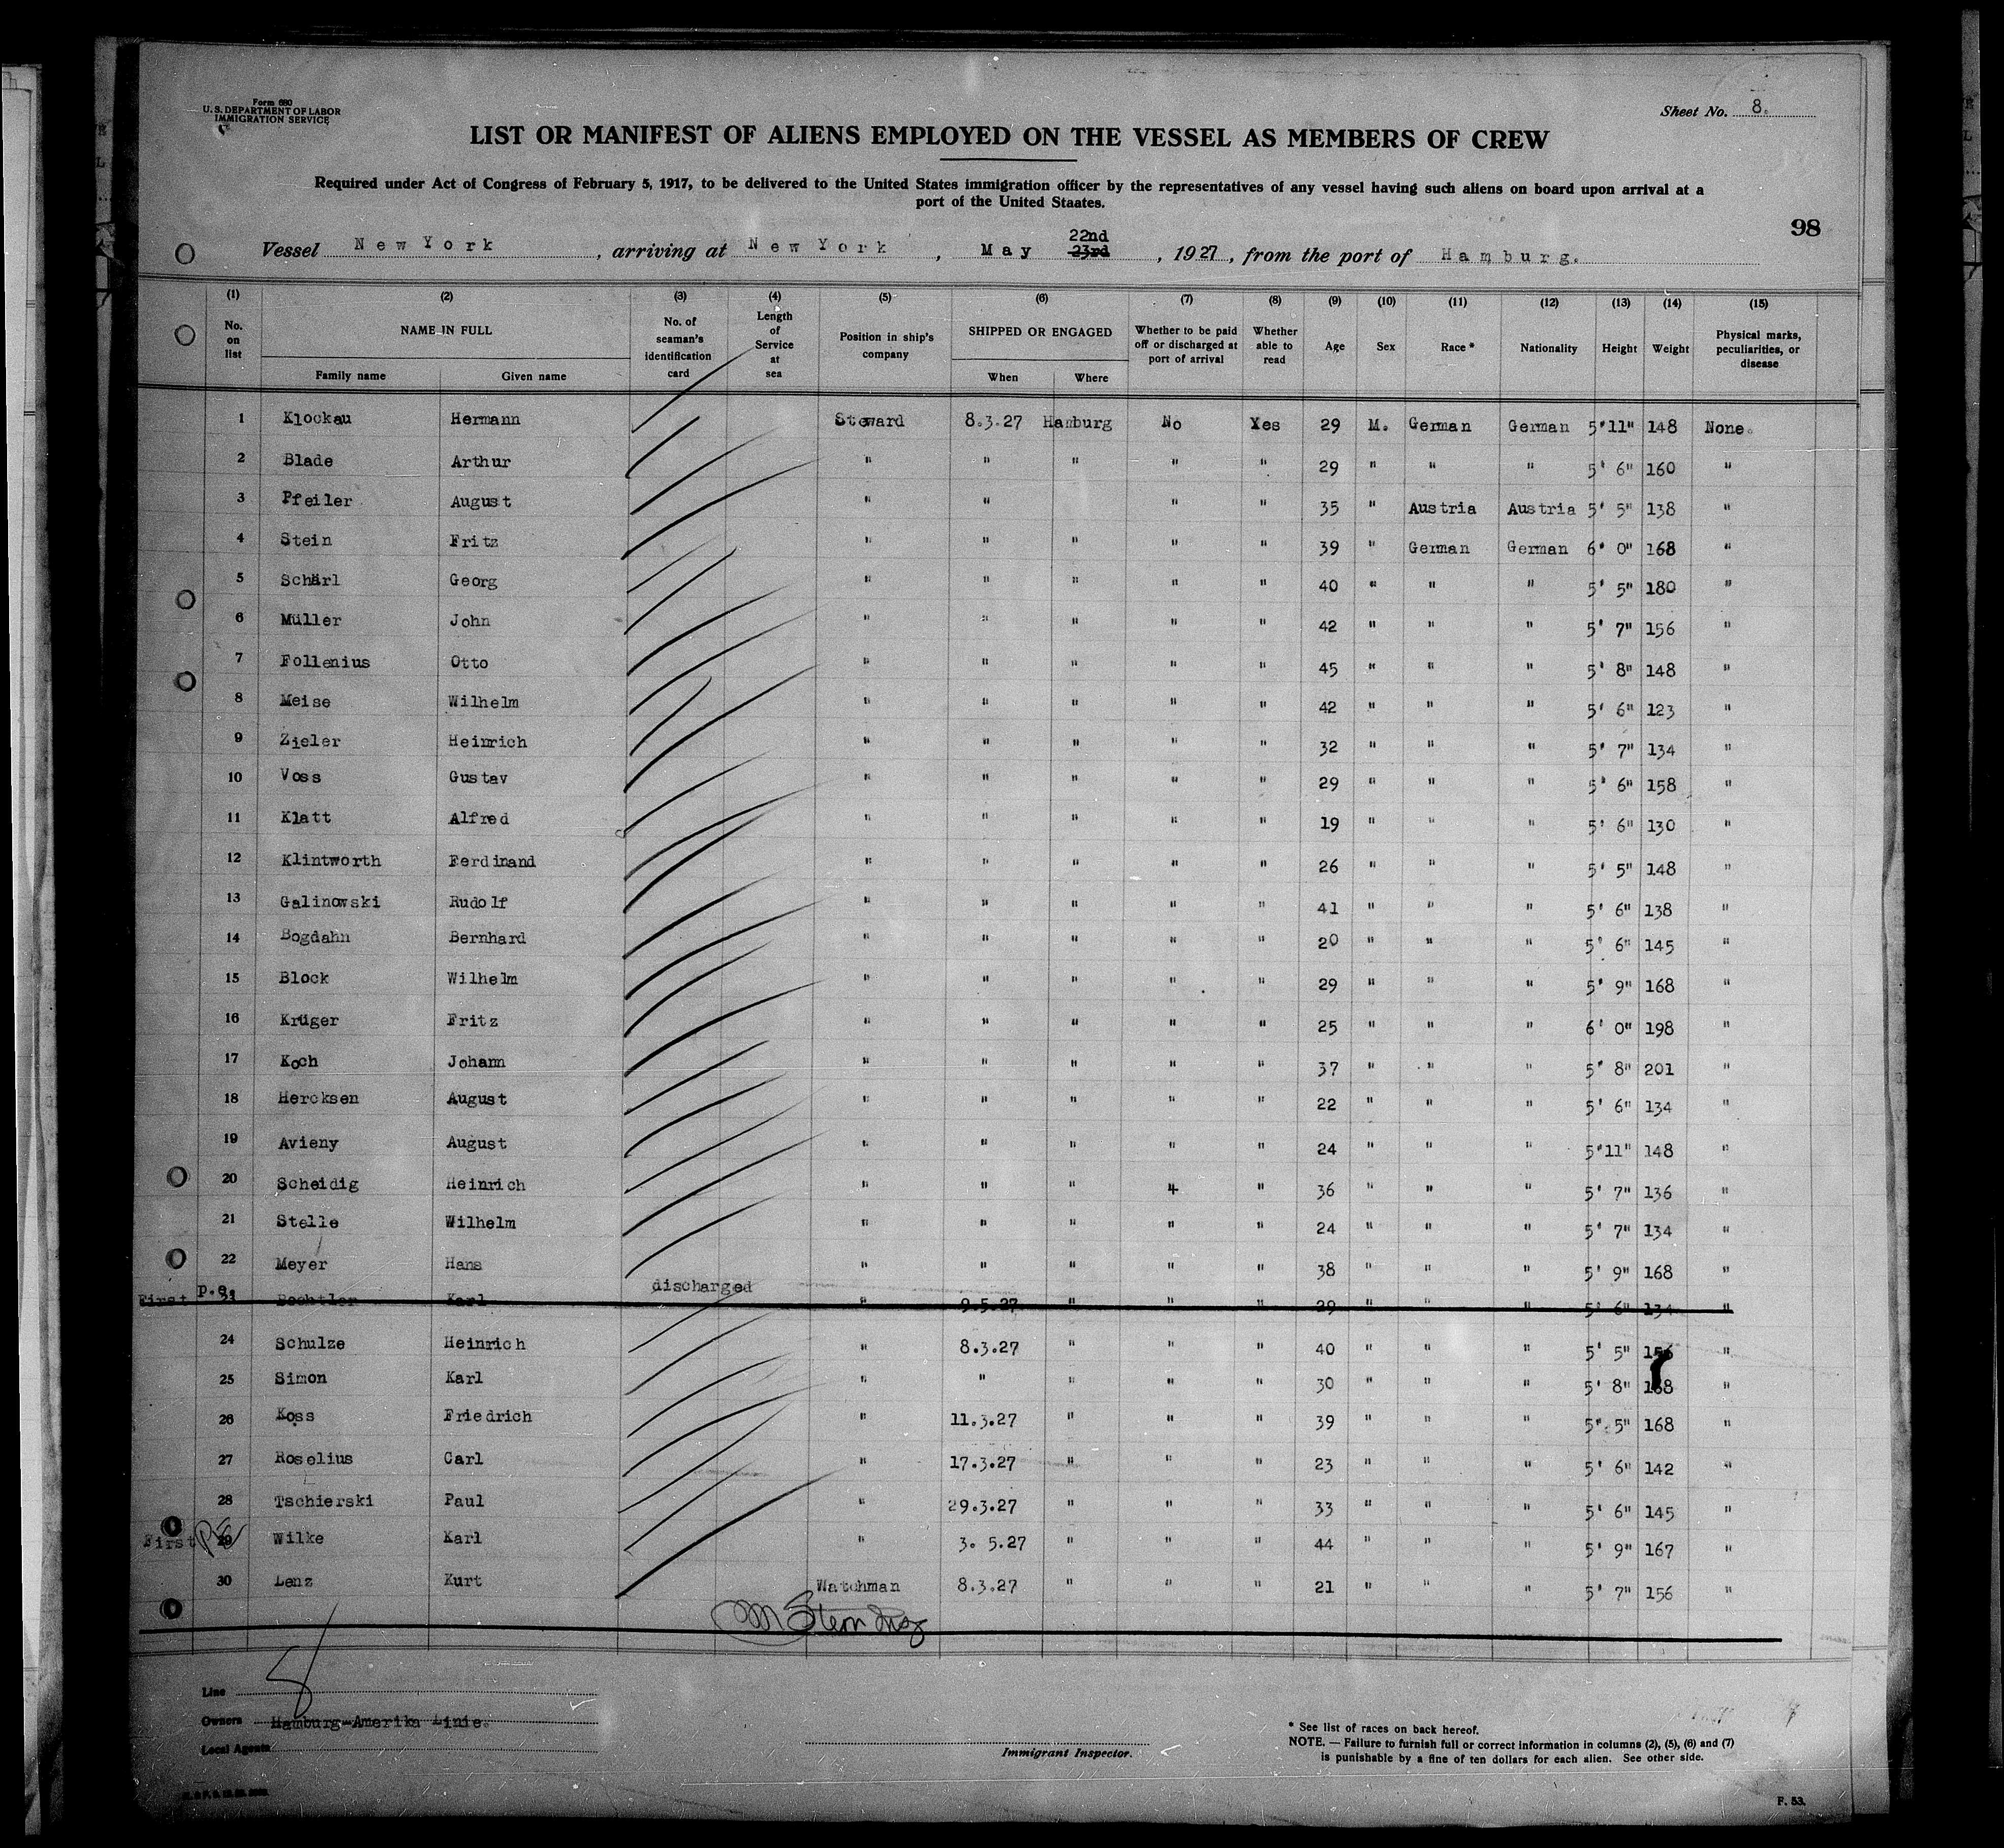 Form 680
U. S. DEPARTMENT OF LABOR
IMMIGRATION SERVICE
Sheet No. 8.
LIST OR MANIFEST OF ALIENS EMPLOYED ON THE VESSEL AS MEMBERS OF CREW
Required under Act of Congress of February 5, 1917, to be delivered to the United States immigration officer by the representatives of any vessel having such aliens on board upon arrival at a
port of the United Staates.
98
Vessel New York, arriving at New York, May 22nd 23rd, 1927, from the port of Hamburg.
(1) (2) (3) (4) (5) (6) (7) (8) (9) (10) (11) (12) (13) (14) (15)
No. on list NAME IN FULL Family name Given name No. of seaman's identification card Length of Service at sea Position in ship's company SHIPPED OR ENGAGED When Where Whether to be paid off or discharged at port of arrival Whether able to read Age Sex Race* Nationality Height Weight Physical marks, peculiarities, or disease
1 Klockau Hermann Steward 8.3.27 Hamburg No Yes 29 M. German German 5'11" 148 None.
2 Blade Arthur " " " " " 29 " " " 5' 6" 160 "
3 Pfeiler August " " " " 35 " Austria Austria 5' 5" 138 "
4 Stein Fritz " " " " " 39 " German German 6' 0" 168 "
5 Schärl Georg " " " " " 40 " " " 5' 5" 180 "
6 Müller John " " " " " 42 " " " 5' 7" 156 "
7 Follenius Otto " " " " " 45 " " " 5' 8" 148 "
8 Meise Wilhelm " " " " " 42 " " " 5' 6" 123 "
9 Zieler Heinrich " " " " " 32 " " " 5' 7" 134 "
10 Voss Gustav " " " " " 29 " " " 5' 6" 158 "
11 Klatt Alfred " " " " " 19 " " " 5' 6" 130 "
12 Klintworth Ferdinand " " " " " 26 " " " 5' 5" 148 "
13 Galinowski Rudolf " " " " " 41 " " " 5' 6" 138 "
14 Bogdahn Bernhard " " " " " 20 " " " 5' 6" 145 "
15 Block Wilhelm " " " " " 29 " " " 5' 9" 168 "
16 Krüger Fritz " " " " " 25 " " " 6' 0" 198 "
17 Koch Johann " " " " " 37 " " " 5' 8" 201 "
18 Hercksen August " " " " " 22 " " " 5' 6" 134 "
19 Avieny August " " " " " 24 " " " 5'11" 148 "
20 Scheidig Heinrich " " " 4 " 36 " " " 5' 7" 136 "
21 Stelle Wilhelm " " " " " 24 " " " 5' 7" 134 "
22 Meyer Hans " " " " " 38 " " " 5' 9" 168 "
First p.e. 23 Bechtler Karl discharged " 9.5.27 " " " 29 " " " 5' 6" 134 "
24 Schulze Heinrich " 8.3.27 " " " 40 " " " 5' 5" 156 "
25 Simon Karl " " " " " 30 " " " 5' 8" 168 "
26 Koss Friedrich " 11.3.27 " " " 39 " " " 5' 5" 168 "
27 Roselius Carl " 17.3.27 " " " 23 " " " 5' 6" 142 "
28 Tschierski Paul " 29.3.27 " " " 33 " " " 5' 6" 145 "
First PE 29 Wilke Karl " 3. 5.27 " " " 44 " " " 5' 9" 167 "
30 Lenz Kurt Watchman 8.3.27 " " " 21 " " " 5' 7" 156 "
8
Line
Owners Hamburg-Amerika Linie.
Local Agents
Immigrant Inspector.
* See list of races on back hereof.
NOTE. — Failure to furnish full or correct information in columns (2), (5), (6) and (7)
is punishable by a fine of ten dollars for each alien. See other side.
F. 53.